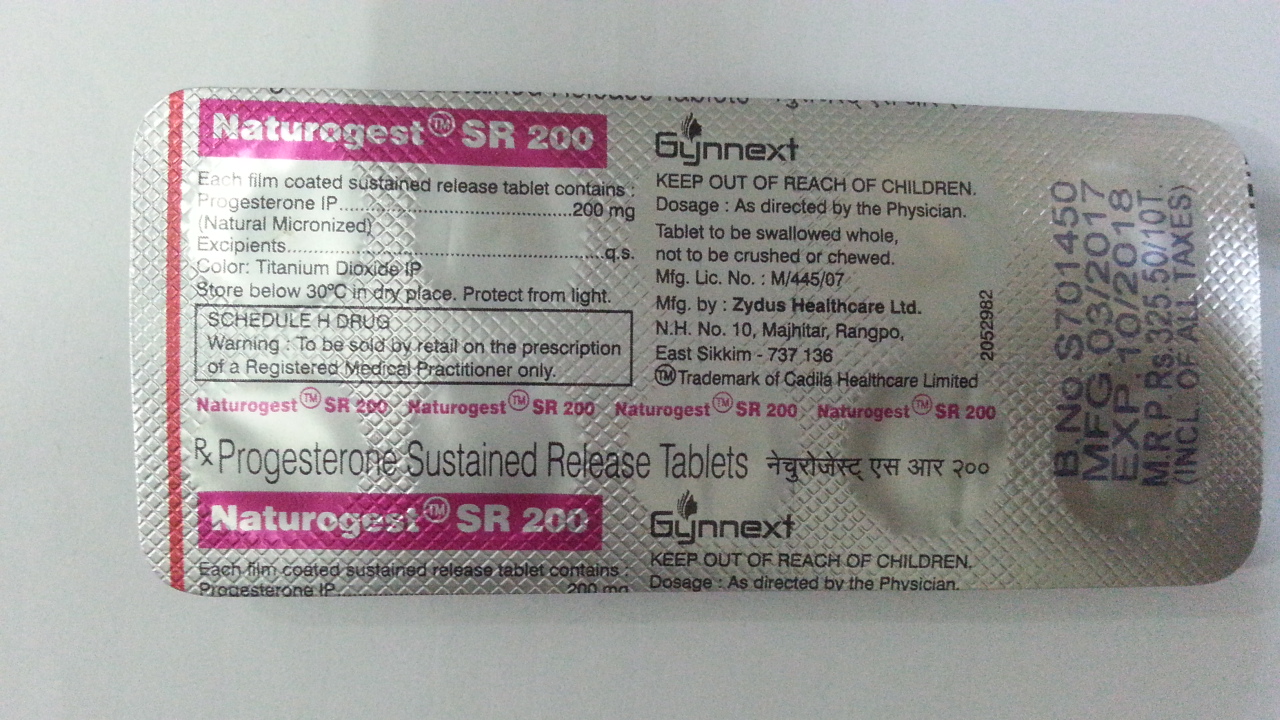 Sustained Release Tablets नेचुरोजेस्ट् एस आर
Naturogest™ SR 200
Each film coated sustained release tablet contains :
Progesterone IP..........................................200 mg
(Natural Micronized)
Excipients..........................................................q.s.
Color: Titanium Dioxide IP
Store below 30°C in dry place. Protect from light.
SCHEDULE H DRUG
Warning : To be sold by retail on the prescription
of a Registered Medical Practitioner only.
Gynnext
KEEP OUT OF REACH OF CHILDREN.
Dosage : As directed by the Physician.
Tablet to be swallowed whole,
not to be crushed or chewed.
Mfg. Lic. No. : M/445/07
Mfg. by : Zydus Healthcare Ltd.
N.H. No. 10, Majhitar, Rangpo,
East Sikkim - 737 136
™Trademark of Cadila Healthcare Limited
2052982
Naturogest™ SR 200 Naturogest™ SR 200 Naturogest™ SR 200 Naturogest™ SR 200
Rx Progesterone Sustained Release Tablets नेचुरोजेस्ट् एस आर २००
Naturogest™ SR 200
Each film coated sustained release tablet contains :
Progesterone IP..........................................200 mg
Gynnext
KEEP OUT OF REACH OF CHILDREN.
Dosage : As directed by the Physician.
B.No S701450
MFG 03/2017
EXP 10/2018
M.R.P. Rs. 325.50/10T.
(INCL. OF ALL TAXES)